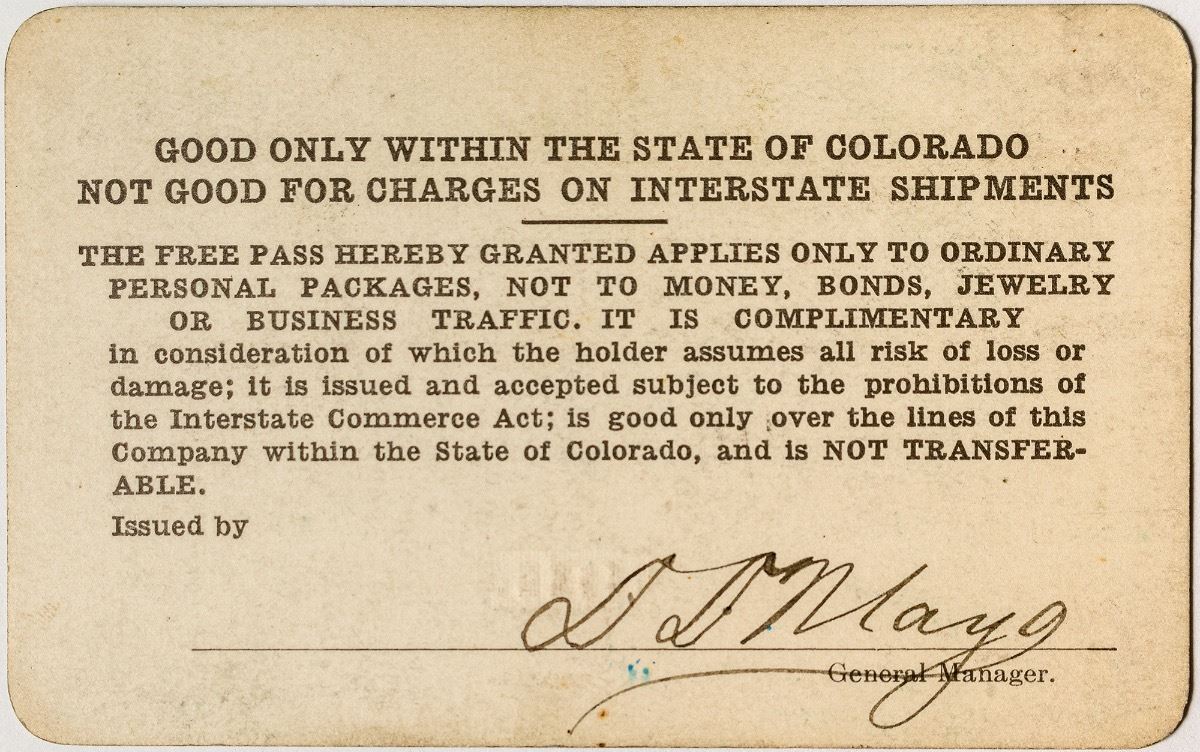 GOOD ONLY WITHIN THE STATE OF COLORADO
NOT GOOD FOR CHARGES ON INTERSTATE SHIPMENTS
THE FREE PASS HEREBY GRANTED APPLIES ONLY TO ORDINARY
PERSONAL PACKAGES, NOT TO MONEY, BONDS, JEWELRY
OR BUSINESS TRAFFIC. IT IS COMPLIMENTARY
in consideration of which the holder assumes all risk of loss or
damage; it is issued and accepted subject to the prohibitions of
the Interstate Commerce Act; is good only over the lines of this
Company within the State of Colorado, and is NOT TRANSFER-
ABLE.
Issued by
D D Mayo
General Manager.